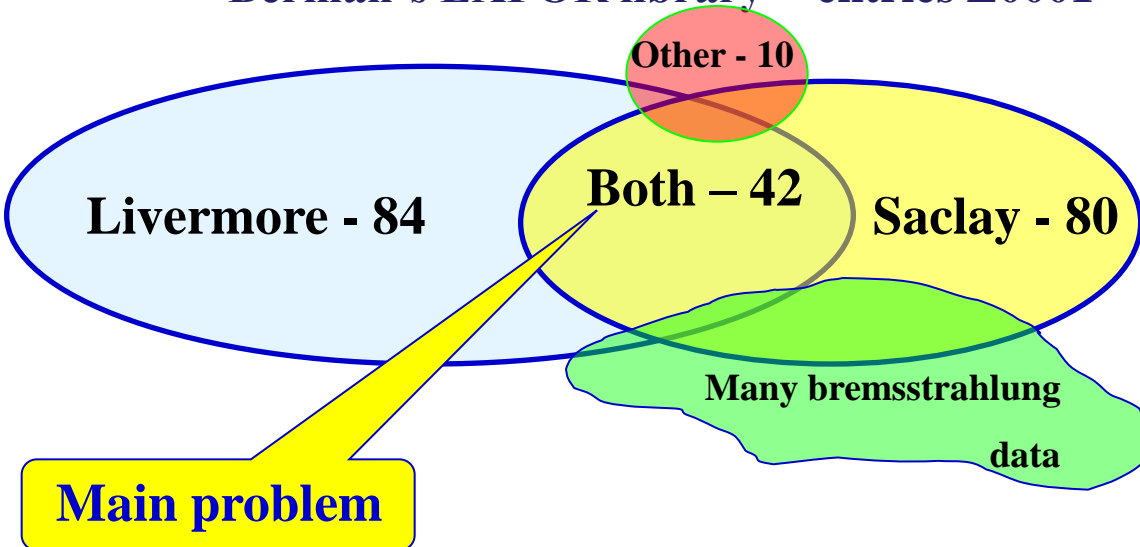 Other - 10
Both – 42
Livermore - 84
Saclay - 80
Many bremsstrahlung
data
Main problem